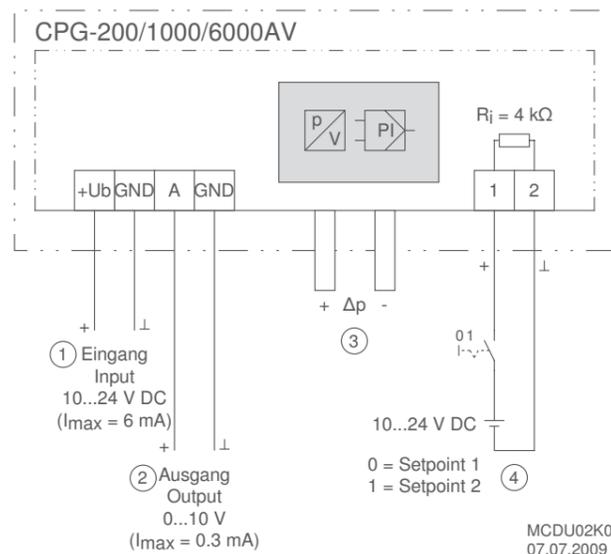 CPG-200/1000/6000AV
p
V
PI
Ri = 4 kΩ
+Ub GND A GND
1 2
+ ⊥
+ Δp -
3
+ ⊥
1 Eingang
Input
10...24 V DC
(Imax = 6 mA)
0 1
10...24 V DC
+ ⊥
2 Ausgang
Output
0...10 V
(Imax = 0.3 mA)
0 = Setpoint 1
1 = Setpoint 2
4
MCDU02K0
07.07.2009